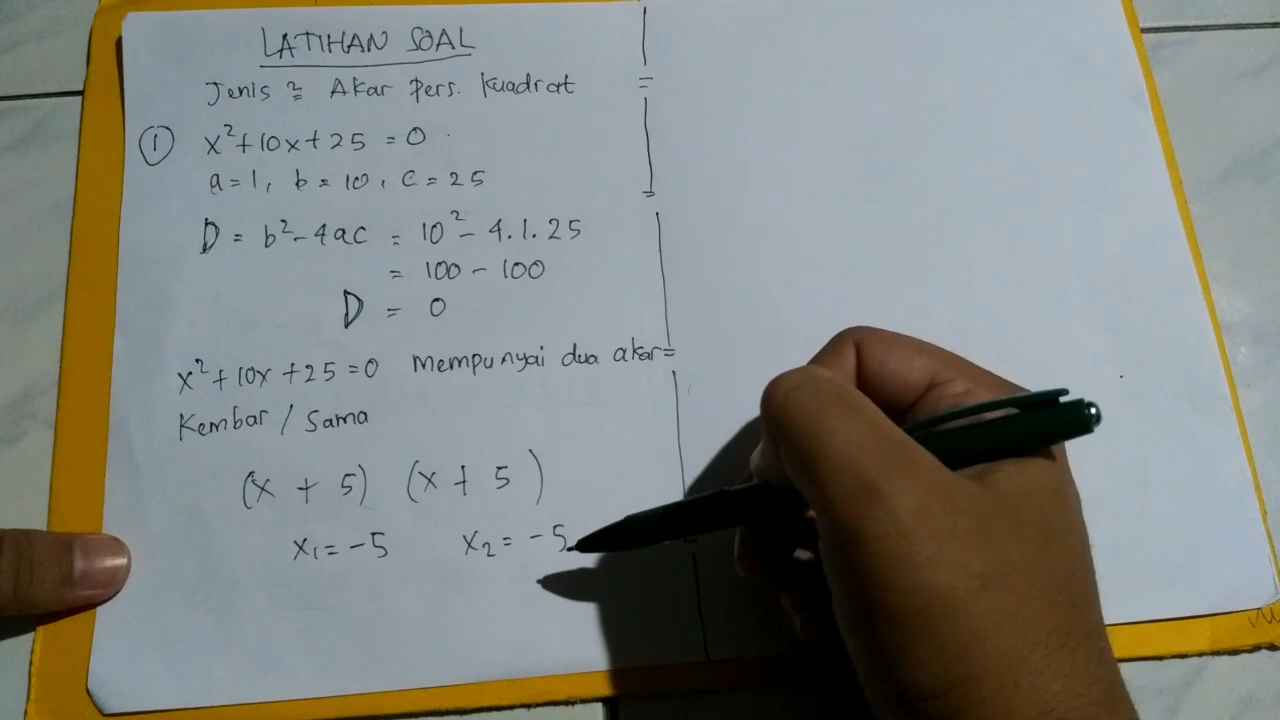 LATIHAN SOAL
Jenis² Akar Pers. Kuadrat
① x²+10x+25 = 0
a=1, b=10, c=25
D = b²-4ac = 10² - 4.1.25
= 100 - 100
D = 0
x²+10x+25=0 Mempunyai dua akar
Kembar / Sama
(x + 5) (x + 5)
x₁=-5 x₂=-5